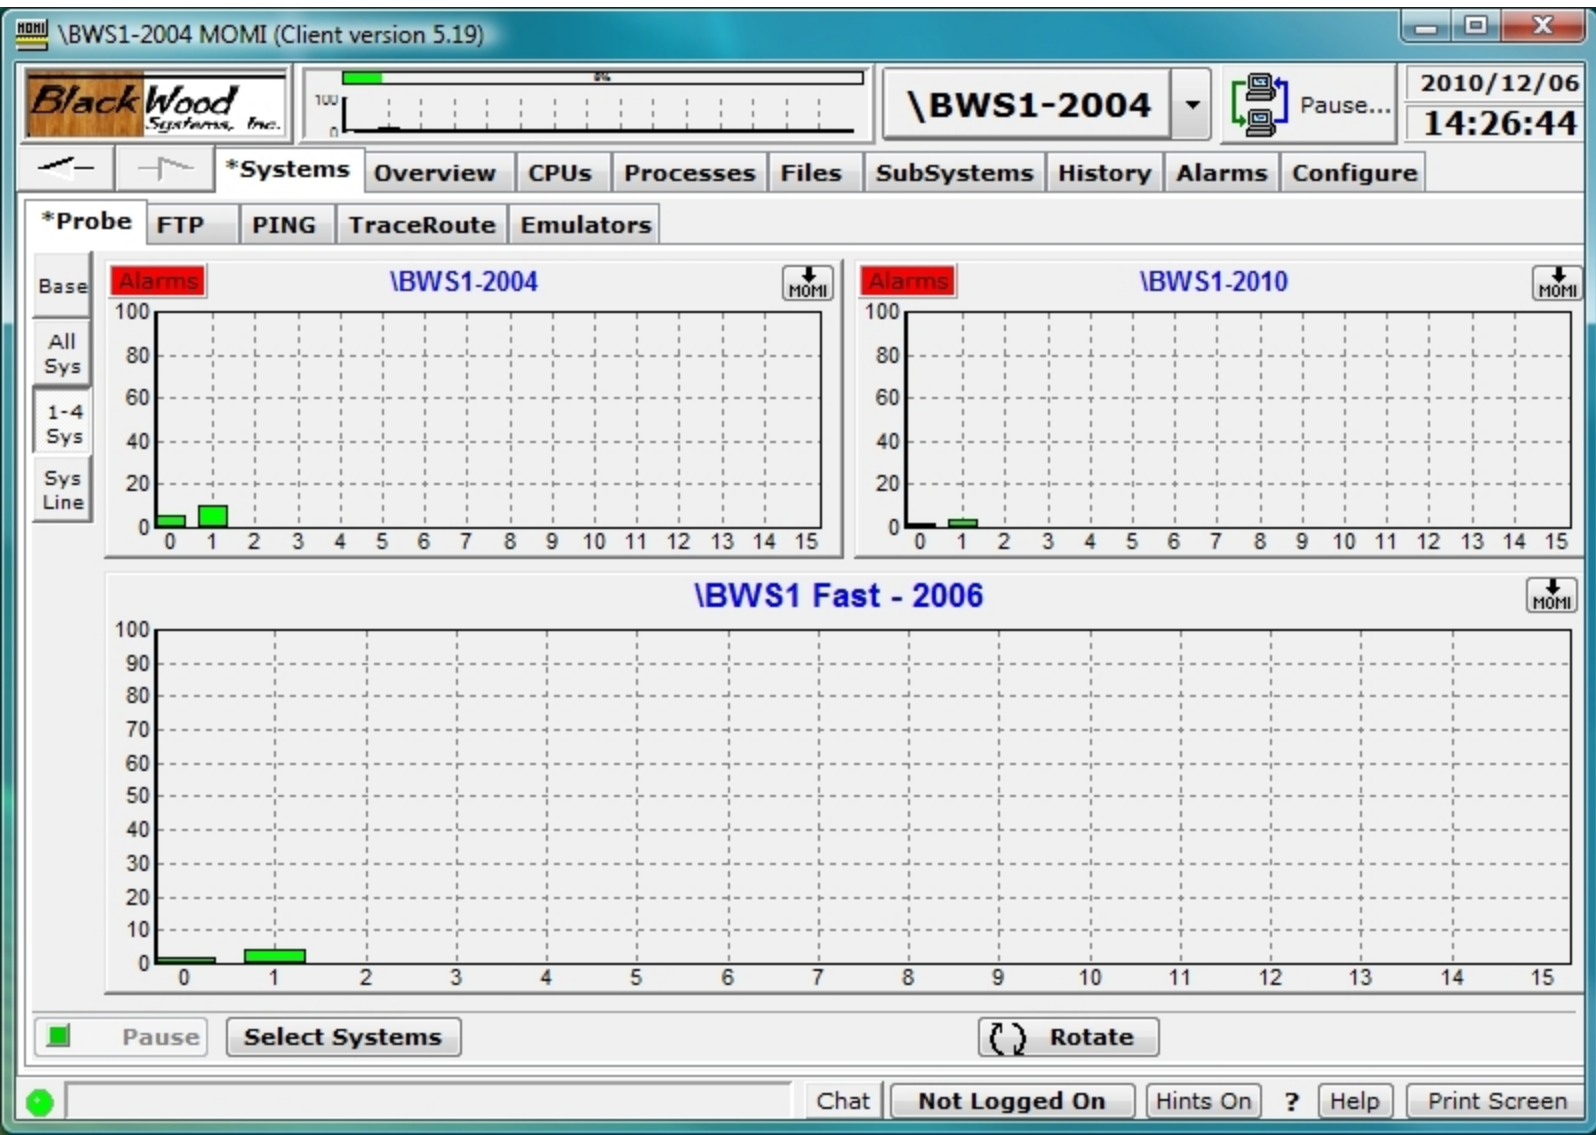 MOMI \BWS1-2004 MOMI (Client version 5.19)
BlackWood
Systems, Inc.
8%
100
0
\BWS1-2004
Pause...
2010/12/06
14:26:44
*Systems Overview CPUs Processes Files SubSystems History Alarms Configure
*Probe FTP PING TraceRoute Emulators
Base
All
Sys
1-4
Sys
Sys
Line
Alarms \BWS1-2004 MOMI
100
80
60
40
20
0
0 1 2 3 4 5 6 7 8 9 10 11 12 13 14 15
Alarms \BWS1-2010 MOMI
100
80
60
40
20
0
0 1 2 3 4 5 6 7 8 9 10 11 12 13 14 15
\BWS1 Fast - 2006 MOMI
100
90
80
70
60
50
40
30
20
10
0
0 1 2 3 4 5 6 7 8 9 10 11 12 13 14 15
Pause Select Systems Rotate
Chat Not Logged On Hints On ? Help Print Screen